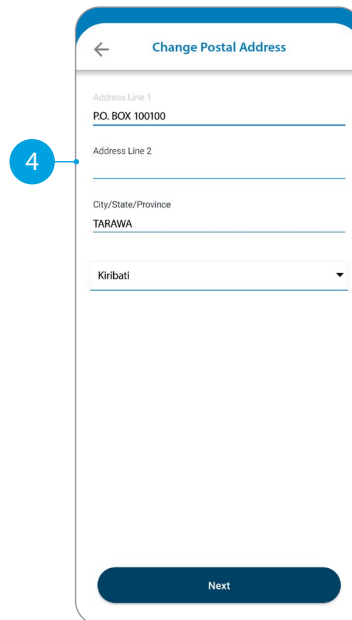 Change Postal Address
Address Line 1
P.O. BOX 100100
4
Address Line 2
City/State/Province
TARAWA
Kiribati
Next